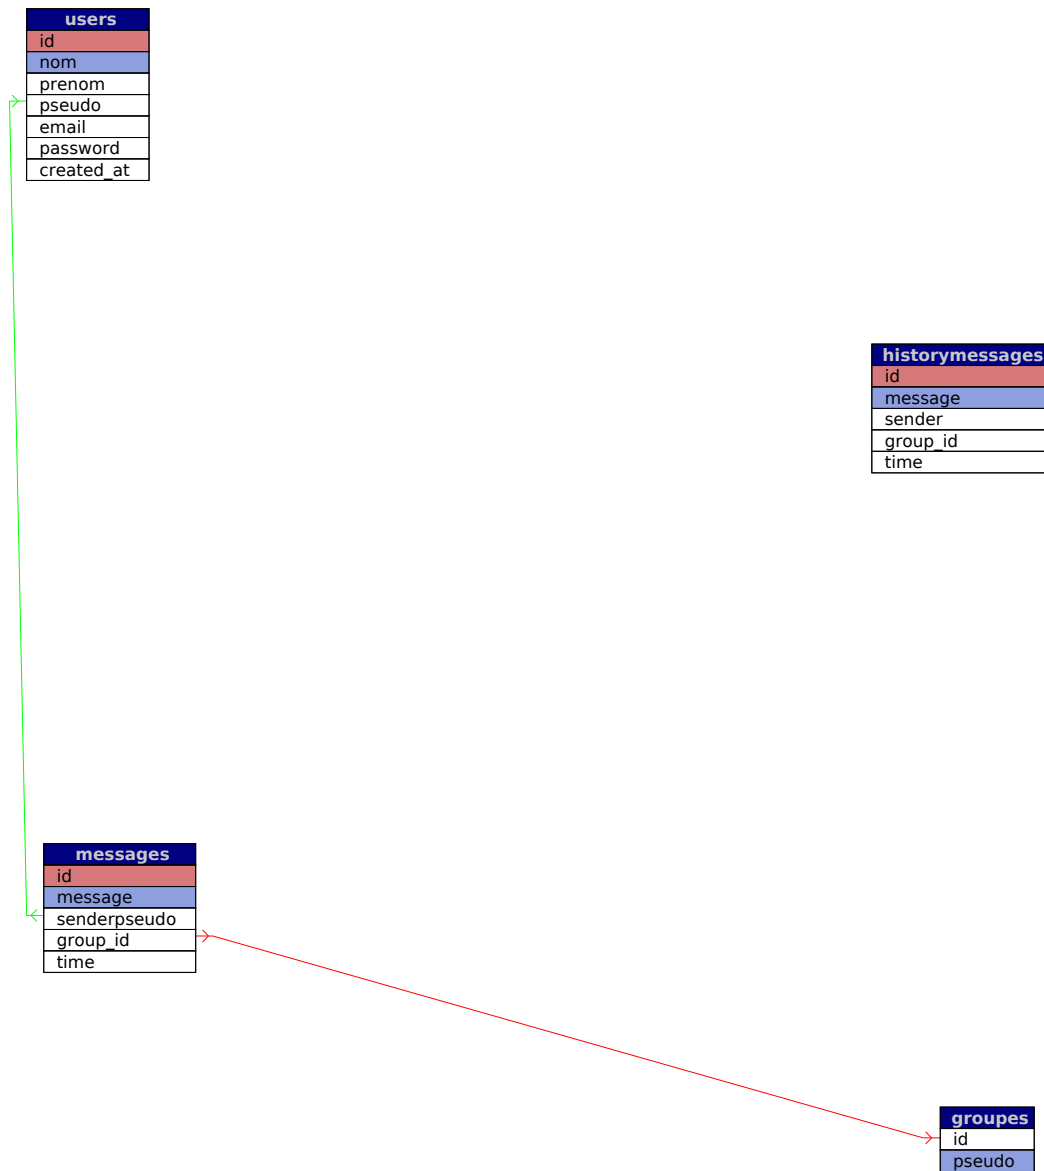 users
id
nom
prenom
pseudo
email
password
created_at
historymessages
id
message
sender
group_id
time
messages
id
message
senderpseudo
group_id
time
groupes
id
pseudo